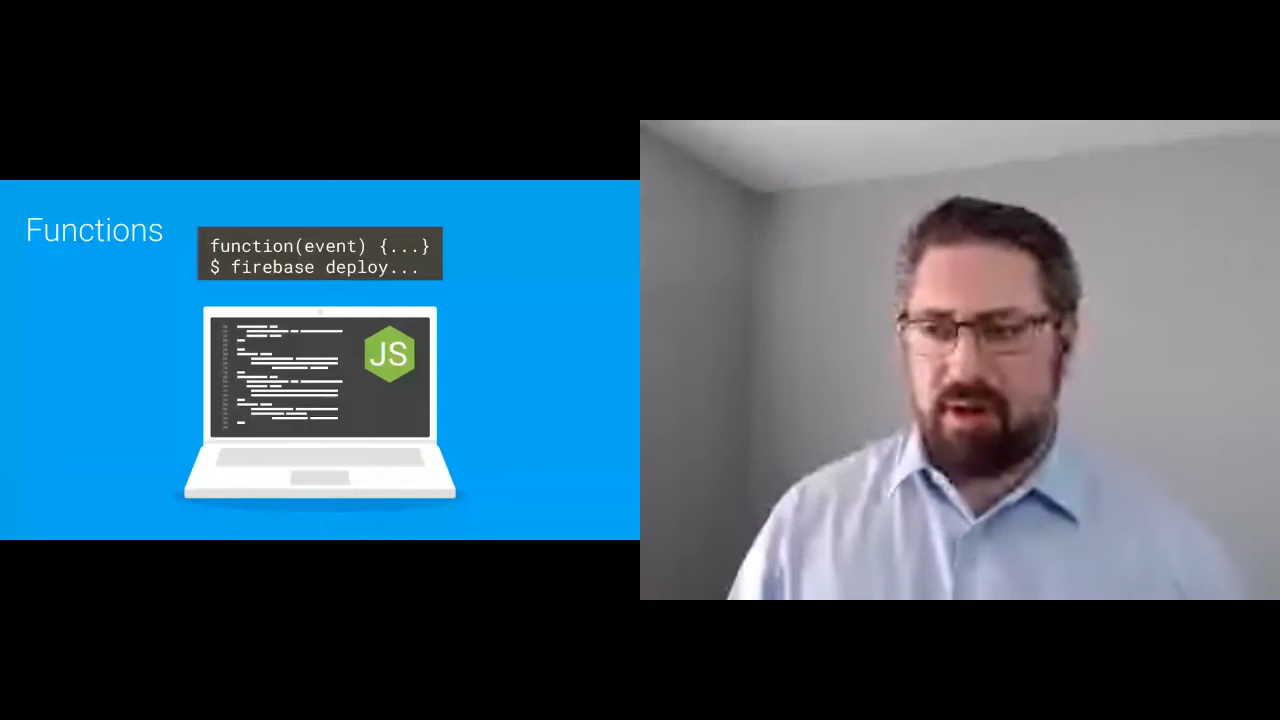 Functions
function(event) {...}
$ firebase deploy...
JS